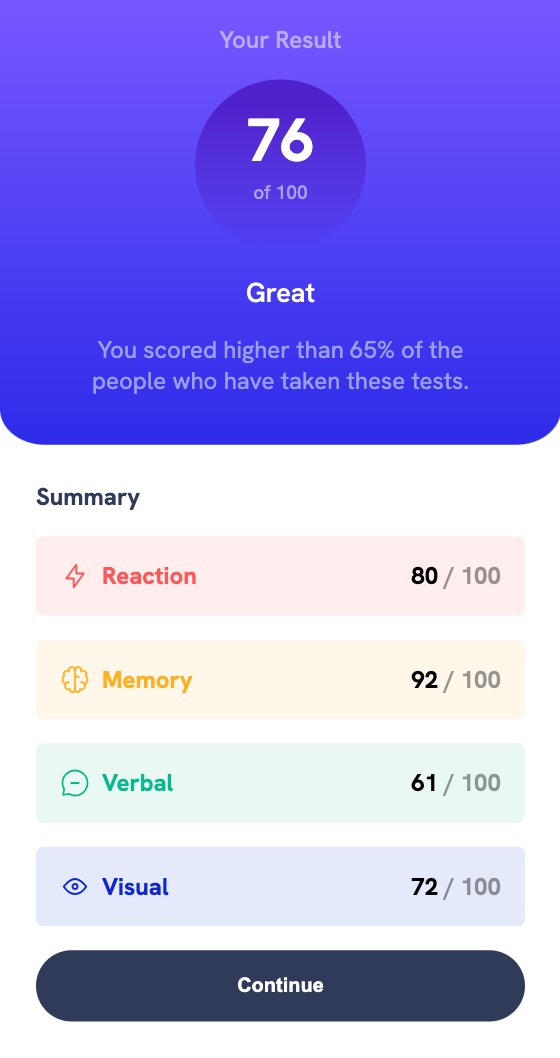 Your Result
76
of 100
Great
You scored higher than 65% of the
people who have taken these tests.
Summary
Reaction 80 / 100
Memory 92 / 100
Verbal 61 / 100
Visual 72 / 100
Continue